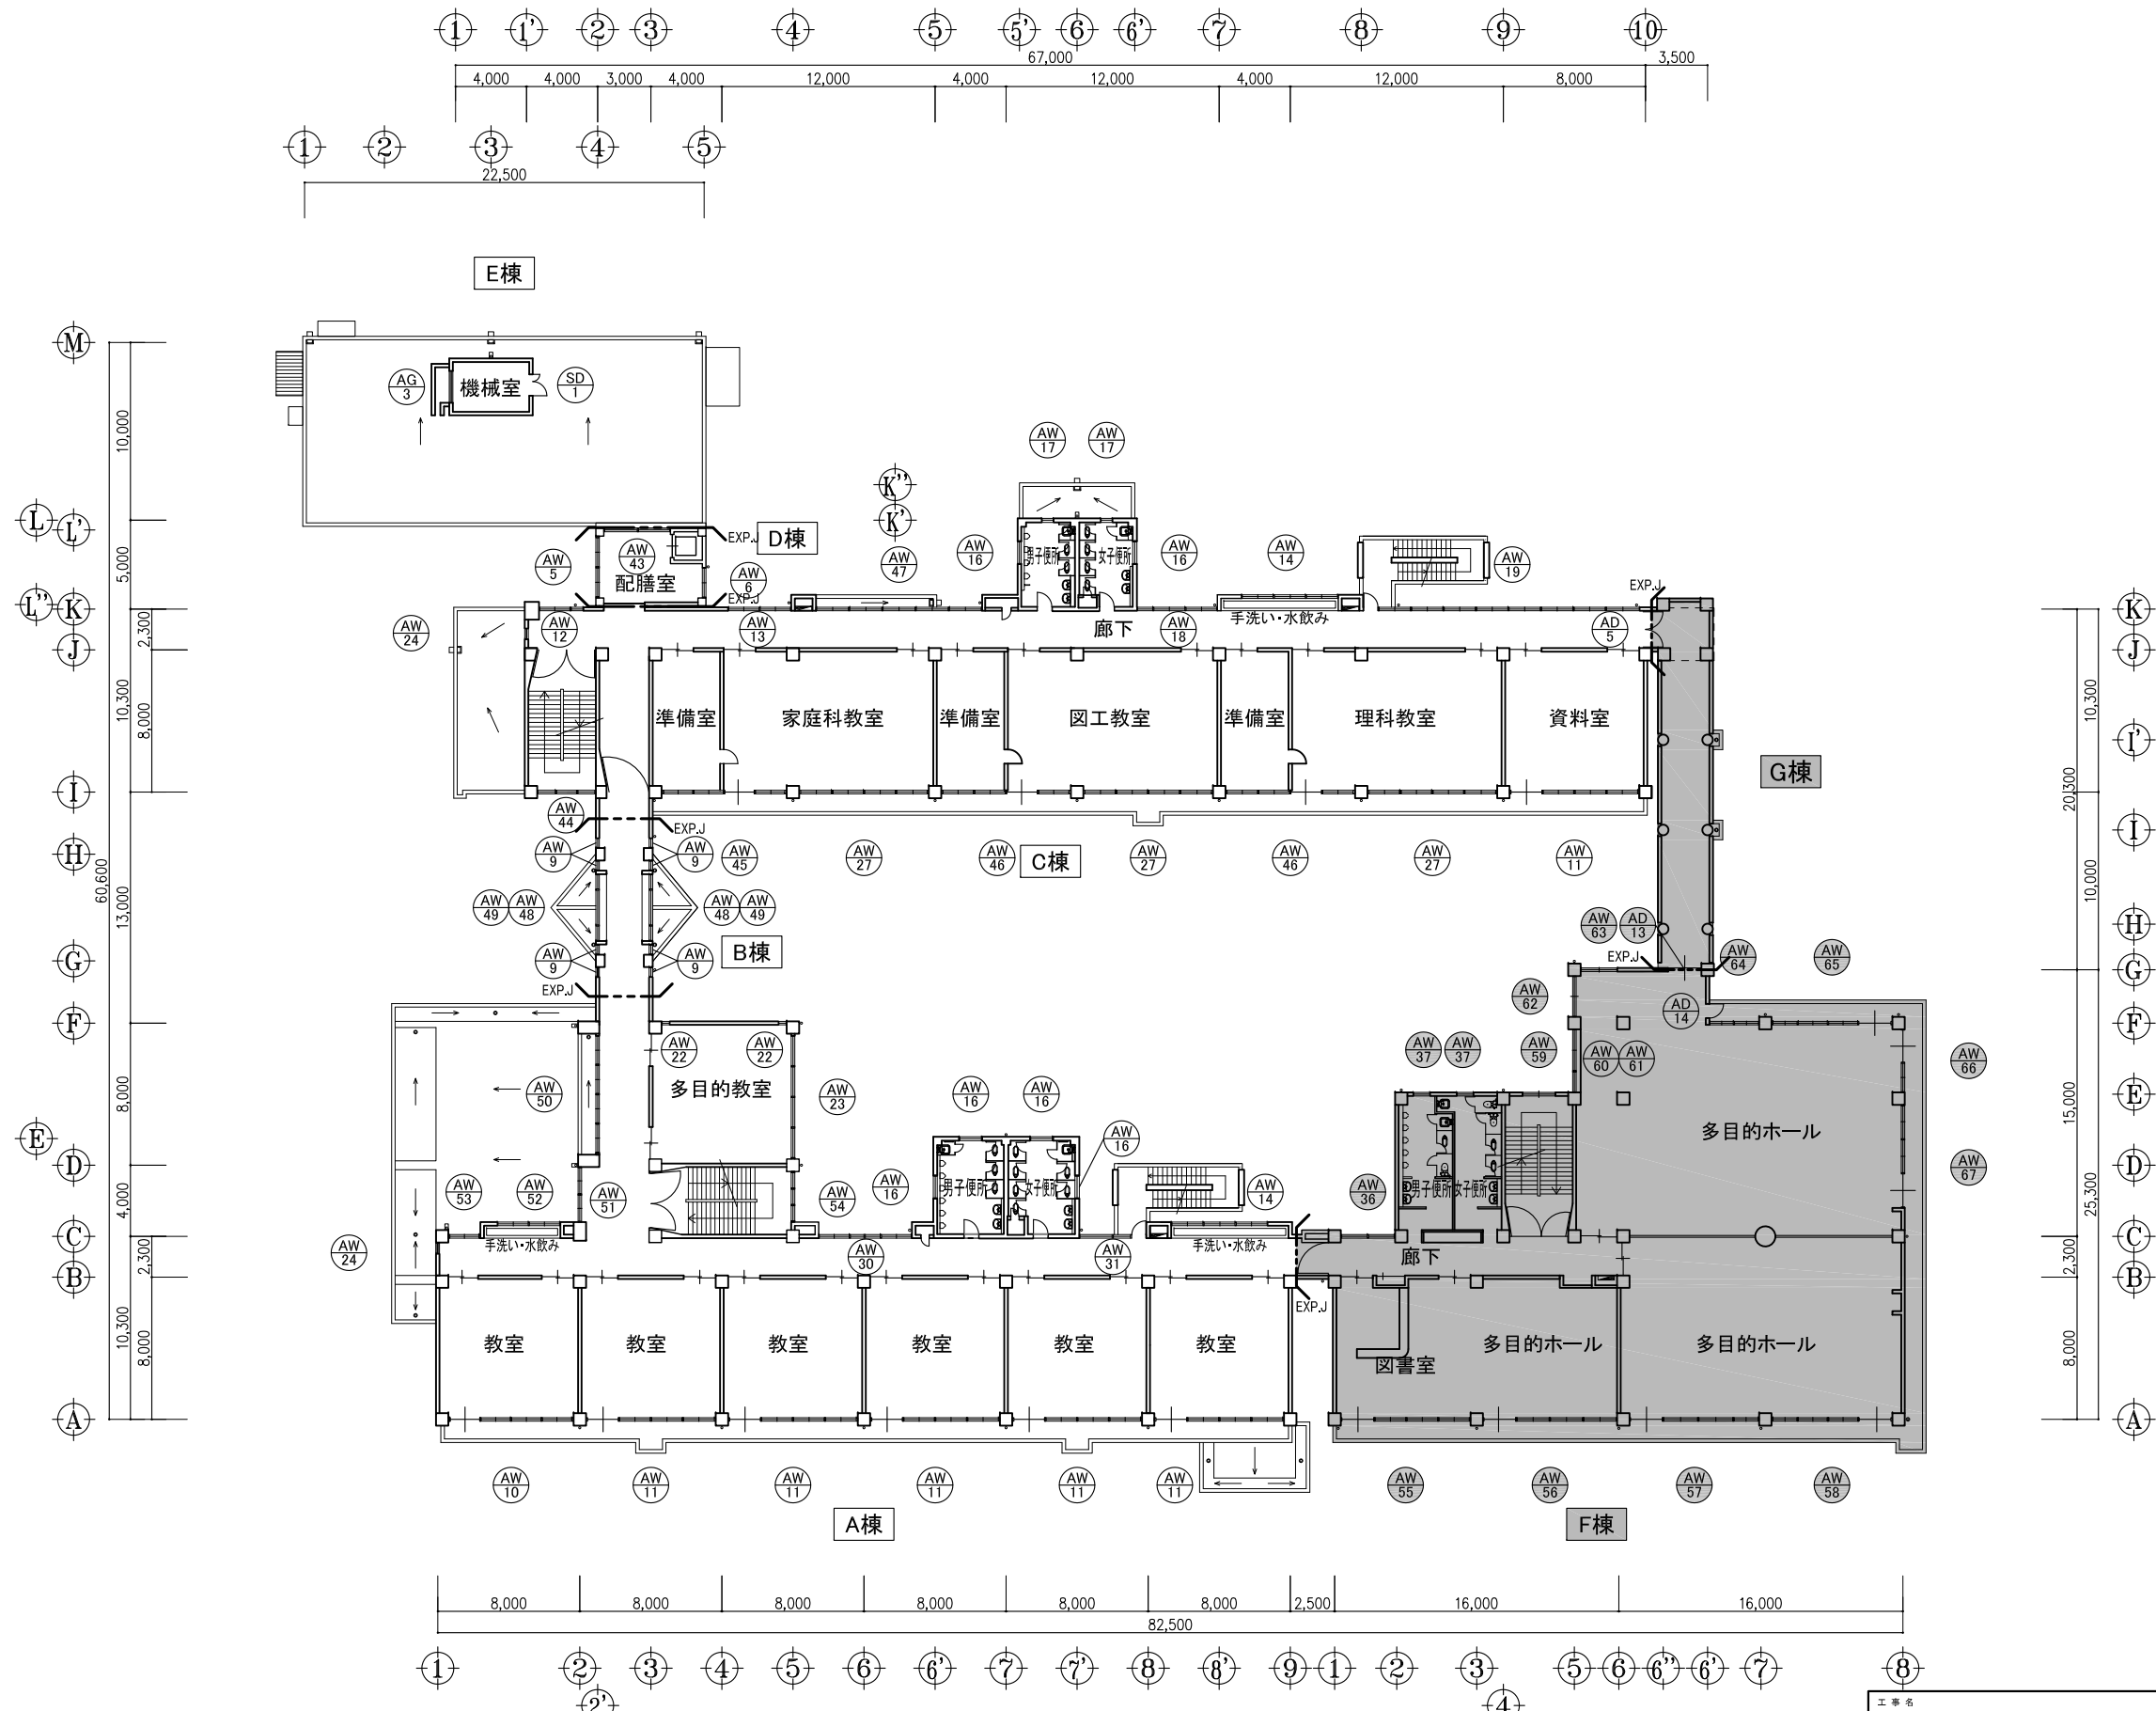 1 1' 2 3 4 5 5' 6 6' 7 8 9 10
67,000 3,500
4,000 4,000 3,000 4,000 12,000 4,000 12,000 4,000 12,000 8,000
1 2 3 4 5
22,500
E棟
M
AG 3
機械室
SD 1
10,000
AW 17
AW 17
K''
K'
L
L'
EXP.J
D棟
AW 5
AW 43
配膳室
AW 6
EXP.J
AW 47
AW 16
男子便所
女子便所
AW 16
AW 14
AW 19
EXP.J
5,000
L''
K
K
AW 24
AW 12
AW 13
廊下
AW 18
手洗い・水飲み
AD 5
2,300
J
J
準備室
家庭科教室
準備室
図工教室
準備室
理科教室
資料室
10,300
8,000
10,300
I'
G棟
I
20,300
AW 44
EXP.J
I
H
AW 9
AW 9
AW 45
AW 27
AW 46
C棟
AW 27
AW 46
AW 27
AW 11
60,600
13,000
10,000
AW 49
AW 48
AW 48
AW 49
AW 63
AD 13
H
G
AW 9
AW 9
B棟
EXP.J
AW 64
AW 65
G
EXP.J
AW 62
AD 14
F
F
AW 22
AW 22
AW 37
AW 37
AW 59
AW 60
AW 61
AW 66
多目的教室
8,000
AW 50
AW 23
AW 16
AW 16
E
15,000
E
AW 16
多目的ホール
D
D
AW 67
AW 53
AW 52
AW 51
AW 54
AW 16
男子便所
女子便所
AW 14
AW 36
男子便所
女子便所
4,000
25,300
C
C
AW 24
手洗い・水飲み
AW 30
AW 31
手洗い・水飲み
廊下
2,300
2,300
B
B
EXP.J
10,300
8,000
教室
教室
教室
教室
教室
教室
図書室
多目的ホール
多目的ホール
8,000
A
A
AW 10
AW 11
AW 11
AW 11
AW 11
AW 11
AW 55
AW 56
AW 57
AW 58
A棟
F棟
8,000 8,000 8,000 8,000 8,000 8,000 2,500 16,000 16,000
82,500
1 2 3 4 5 6 6' 7 7' 8 8' 9 1 2 3 5 6 6'' 6' 7 8
2' 4
工事名